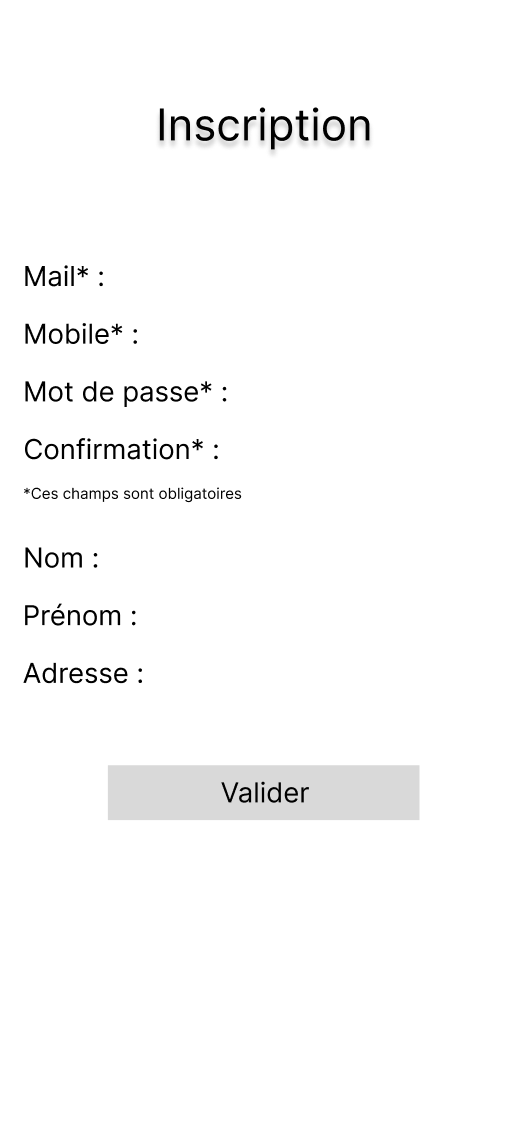 Inscription
Mail* :
Mobile* :
Mot de passe* :
Confirmation* :
*Ces champs sont obligatoires
Nom :
Prénom :
Adresse :
Valider